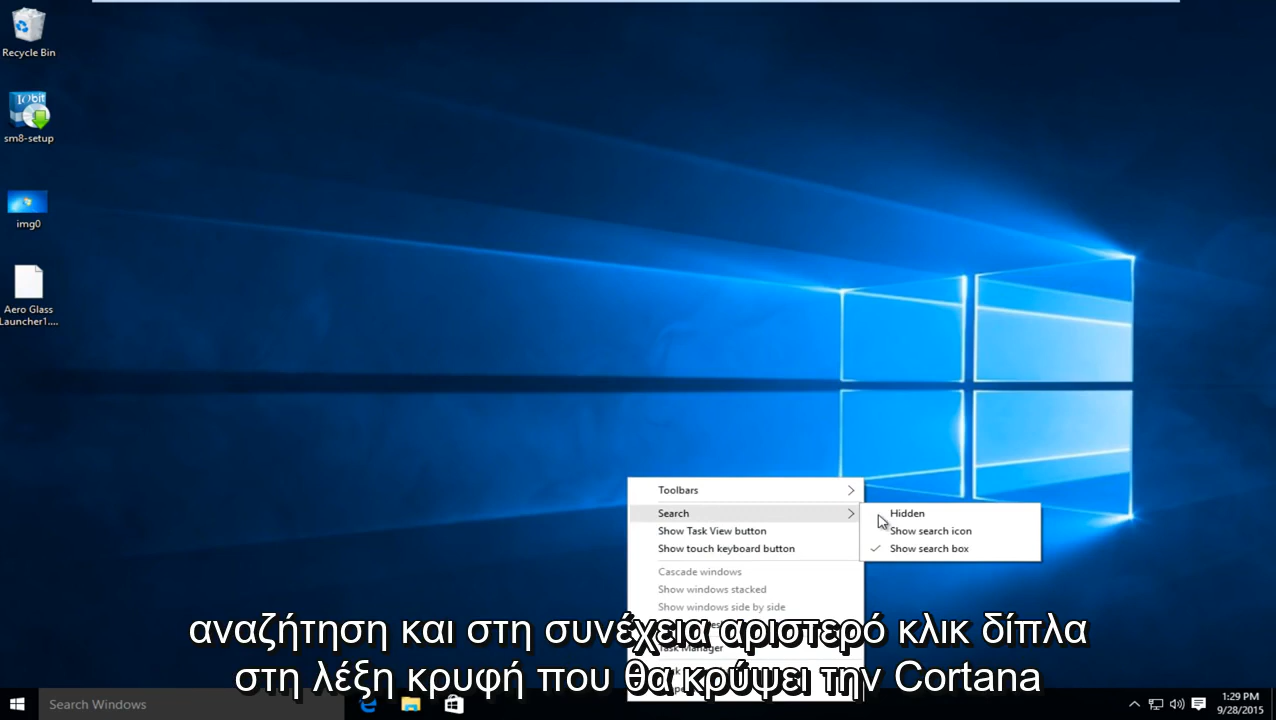 Recycle Bin
IObit
sm8-setup
img0
Aero Glass
Launcher1....
Toolbars
Search
Show Task View button
Show touch keyboard button
Cascade windows
Show windows stacked
Show windows side by side
Task Manager
Hidden
Show search icon
Show search box
αναζήτηση και στη συνέχεια αριστερό κλικ δίπλα
στη λέξη κρυφή που θα κρύψει την Cortana
Search Windows
1:29 PM
9/28/2015